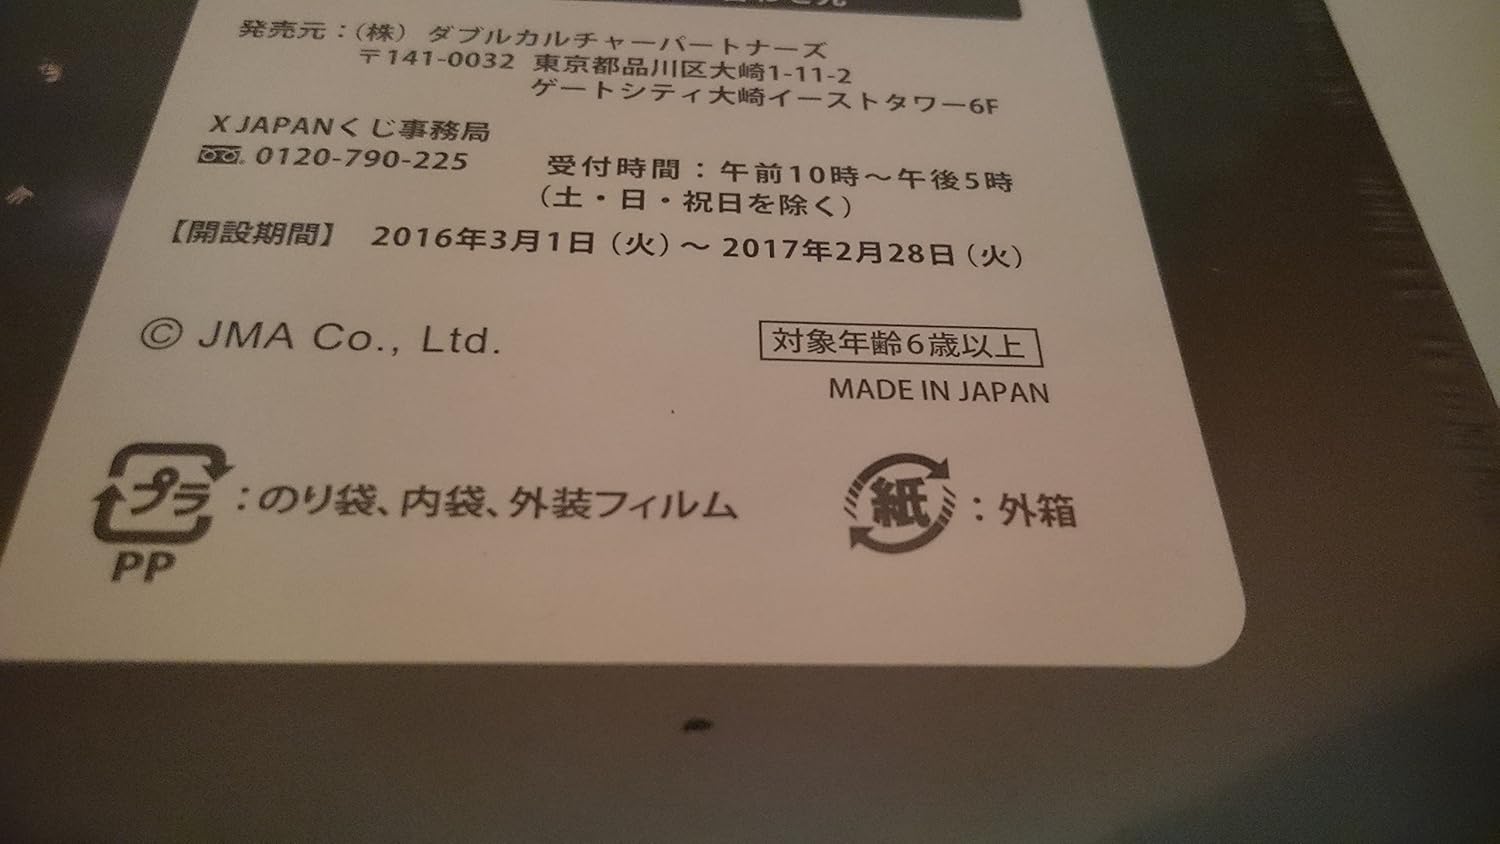 発売元:(株)ダブルカルチャーパートナーズ
〒141-0032 東京都品川区大崎1-11-2
ゲートシティ大崎イーストタワー6F
X JAPANくじ事務局
0120-790-225 受付時間:午前10時～午後5時
(土・日・祝日を除く)
【開設期間】 2016年3月1日(火)～2017年2月28日(火)
© JMA Co., Ltd.
対象年齢6歳以上
MADE IN JAPAN
プラ:のり袋、内袋、外装フィルム
PP
紙:外箱